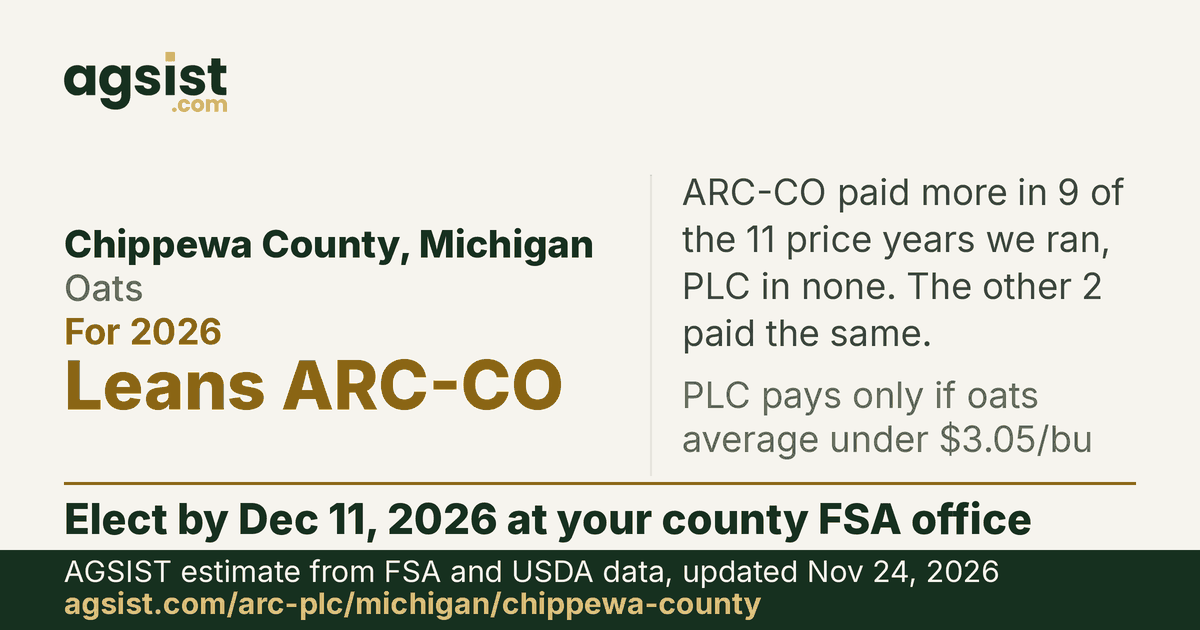 agsist
.com
Chippewa County, Michigan
Oats
For 2026
Leans ARC-CO
ARC-CO paid more in 9 of
the 11 price years we ran,
PLC in none. The other 2
paid the same.
PLC pays only if oats
average under $3.05/bu
Elect by Dec 11, 2026 at your county FSA office
AGSIST estimate from FSA and USDA data, updated Nov 24, 2026
agsist.com/arc-plc/michigan/chippewa-county